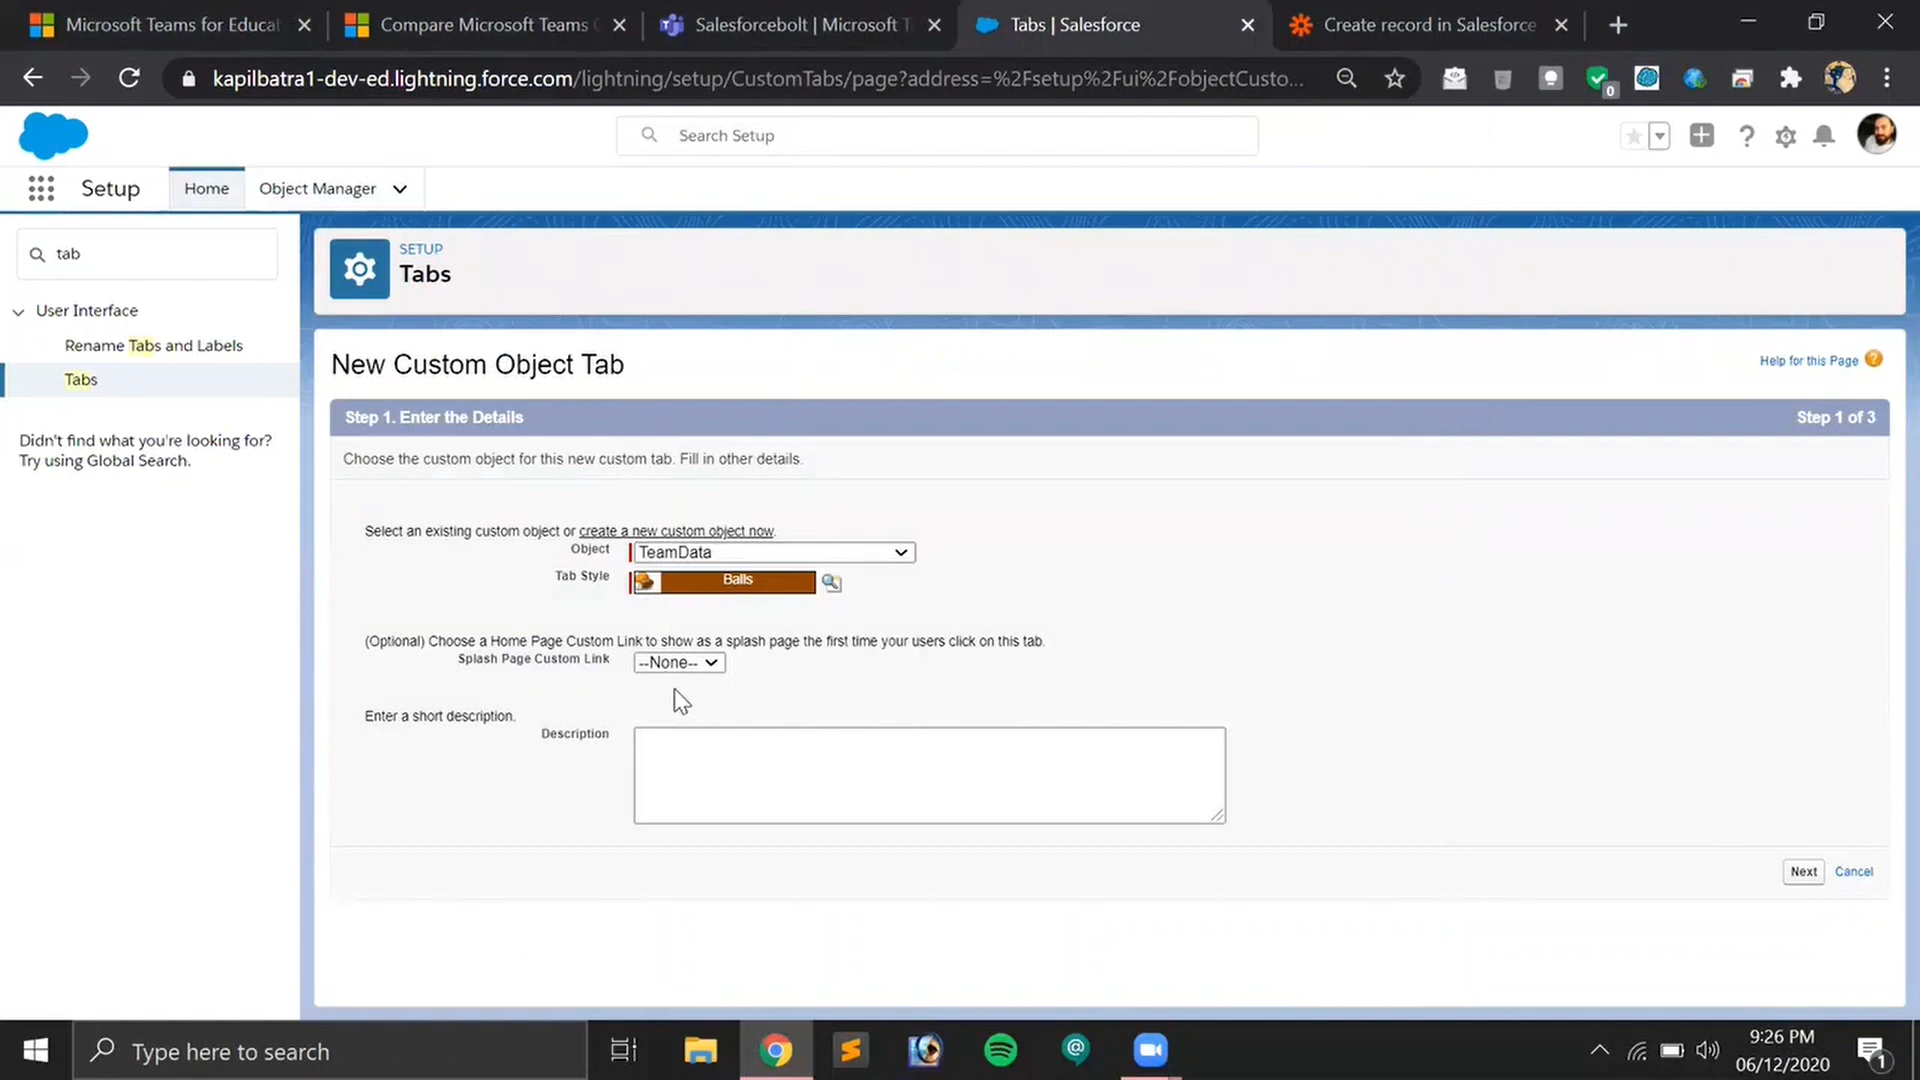 Microsoft Teams for Educat
Compare Microsoft Teams
Salesforcebolt | Microsoft T
Tabs | Salesforce
Create record in Salesforce
kapilbatra1-dev-ed.lightning.force.com/lightning/setup/CustomTabs/page?address=%2Fsetup%2Fui%2FobjectCusto...
0
Search Setup
Setup
Home
Object Manager
tab
User Interface
Rename Tabs and Labels
Tabs
Didn't find what you're looking for?
Try using Global Search.
SETUP
Tabs
New Custom Object Tab
Help for this Page
Step 1. Enter the Details
Step 1 of 3
Choose the custom object for this new custom tab. Fill in other details.
Select an existing custom object or create a new custom object now.
Object
TeamData
Tab Style
Balls
(Optional) Choose a Home Page Custom Link to show as a splash page the first time your users click on this tab.
Splash Page Custom Link
--None--
Enter a short description.
Description
Next
Cancel
Type here to search
9:26 PM
06/12/2020
1